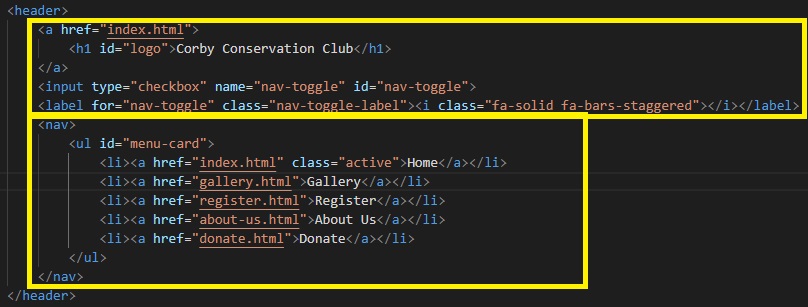 <header>
<a href="index.html">
<h1 id="logo">Corby Conservation Club</h1>
</a>
<input type="checkbox" name="nav-toggle" id="nav-toggle">
<label for="nav-toggle" class="nav-toggle-label"><i class="fa-solid fa-bars-staggered"></i></label>
<nav>
<ul id="menu-card">
<li><a href="index.html" class="active">Home</a></li>
<li><a href="gallery.html">Gallery</a></li>
<li><a href="register.html">Register</a></li>
<li><a href="about-us.html">About Us</a></li>
<li><a href="donate.html">Donate</a></li>
</ul>
</nav>
</header>